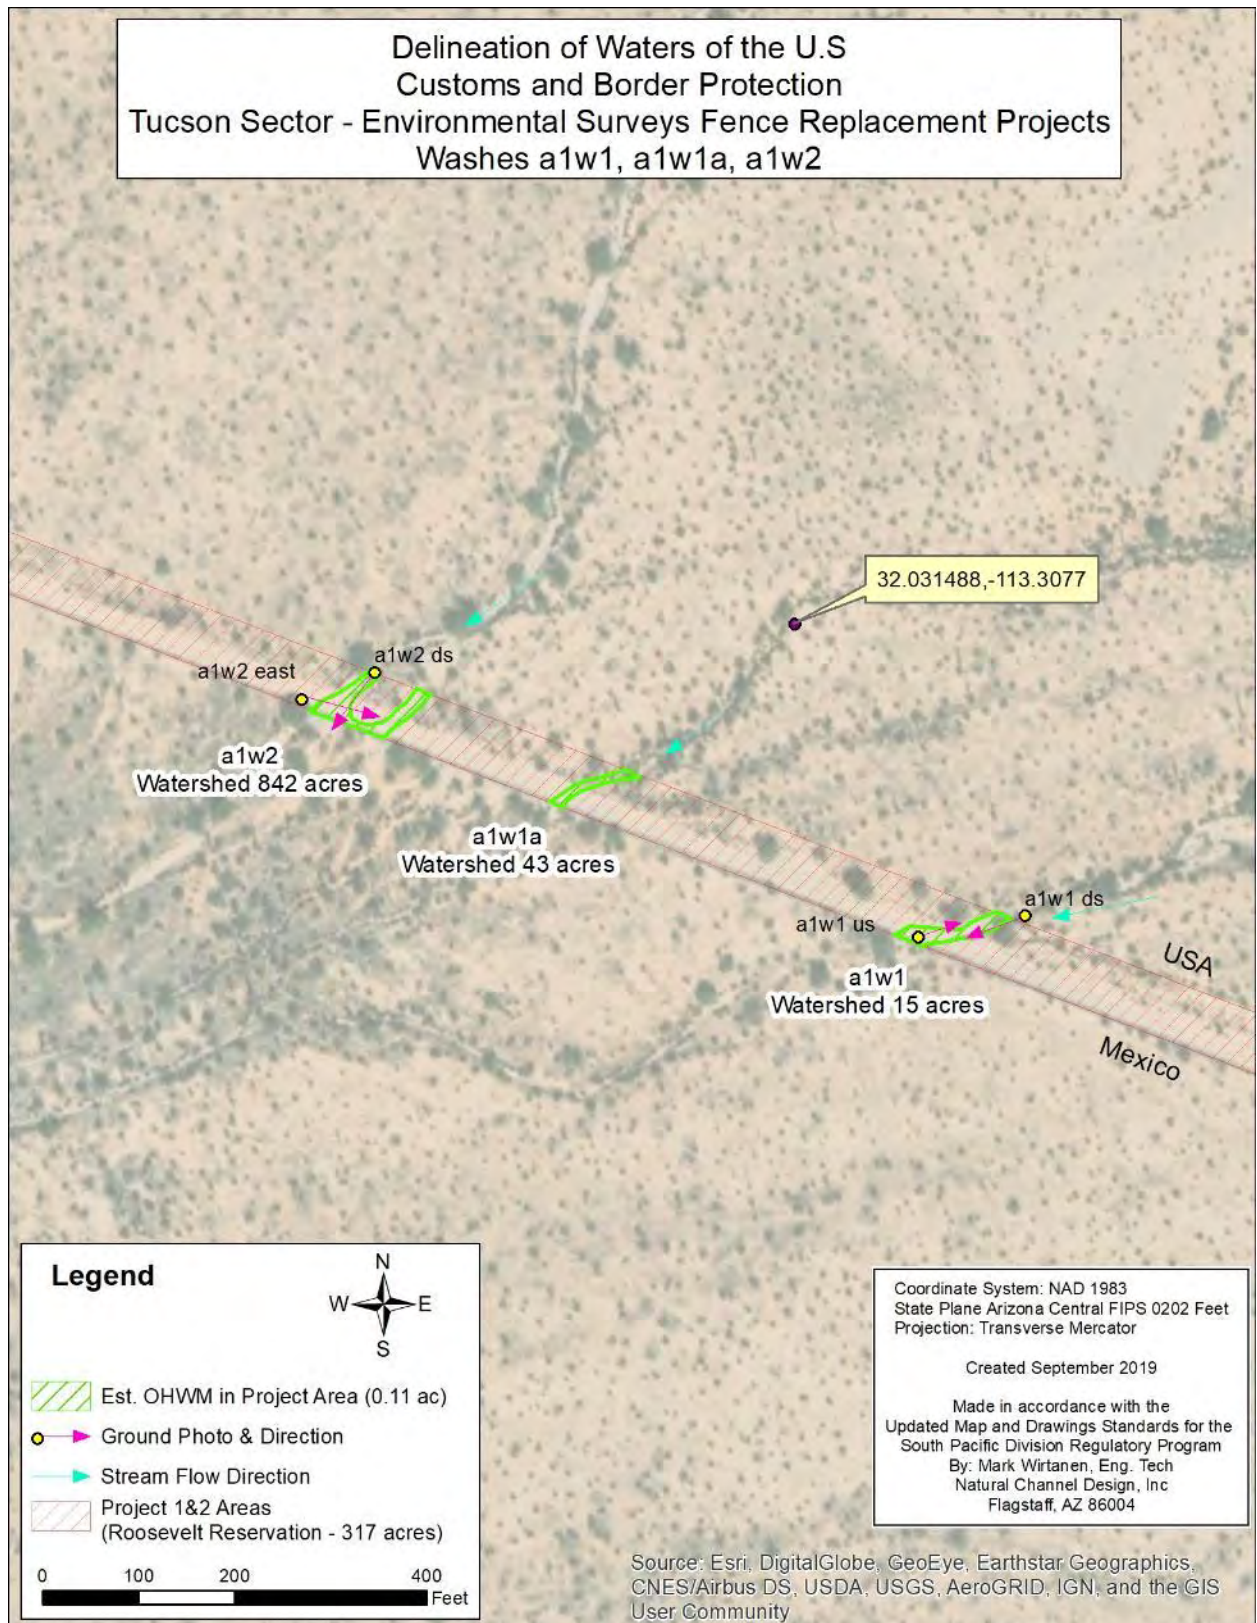 Delineation of Waters of the U.S
Customs and Border Protection
Tucson Sector - Environmental Surveys Fence Replacement Projects
Washes a1w1, a1w1a, a1w2
32.031488,-113.3077
a1w2 ds
a1w2 east
a1w2
Watershed 842 acres
a1w1a
Watershed 43 acres
a1w1 ds
a1w1 us
a1w1
Watershed 15 acres
USA
Mexico
Legend
N
W E
S
Est. OHWM in Project Area (0.11 ac)
Ground Photo & Direction
Stream Flow Direction
Project 1&2 Areas
(Roosevelt Reservation - 317 acres)
0 100 200 400
Feet
Coordinate System: NAD 1983
State Plane Arizona Central FIPS 0202 Feet
Projection: Transverse Mercator
Created September 2019
Made in accordance with the
Updated Map and Drawings Standards for the
South Pacific Division Regulatory Program
By: Mark Wirtanen, Eng. Tech
Natural Channel Design, Inc
Flagstaff, AZ 86004
Source: Esri, DigitalGlobe, GeoEye, Earthstar Geographics,
CNES/Airbus DS, USDA, USGS, AeroGRID, IGN, and the GIS
User Community